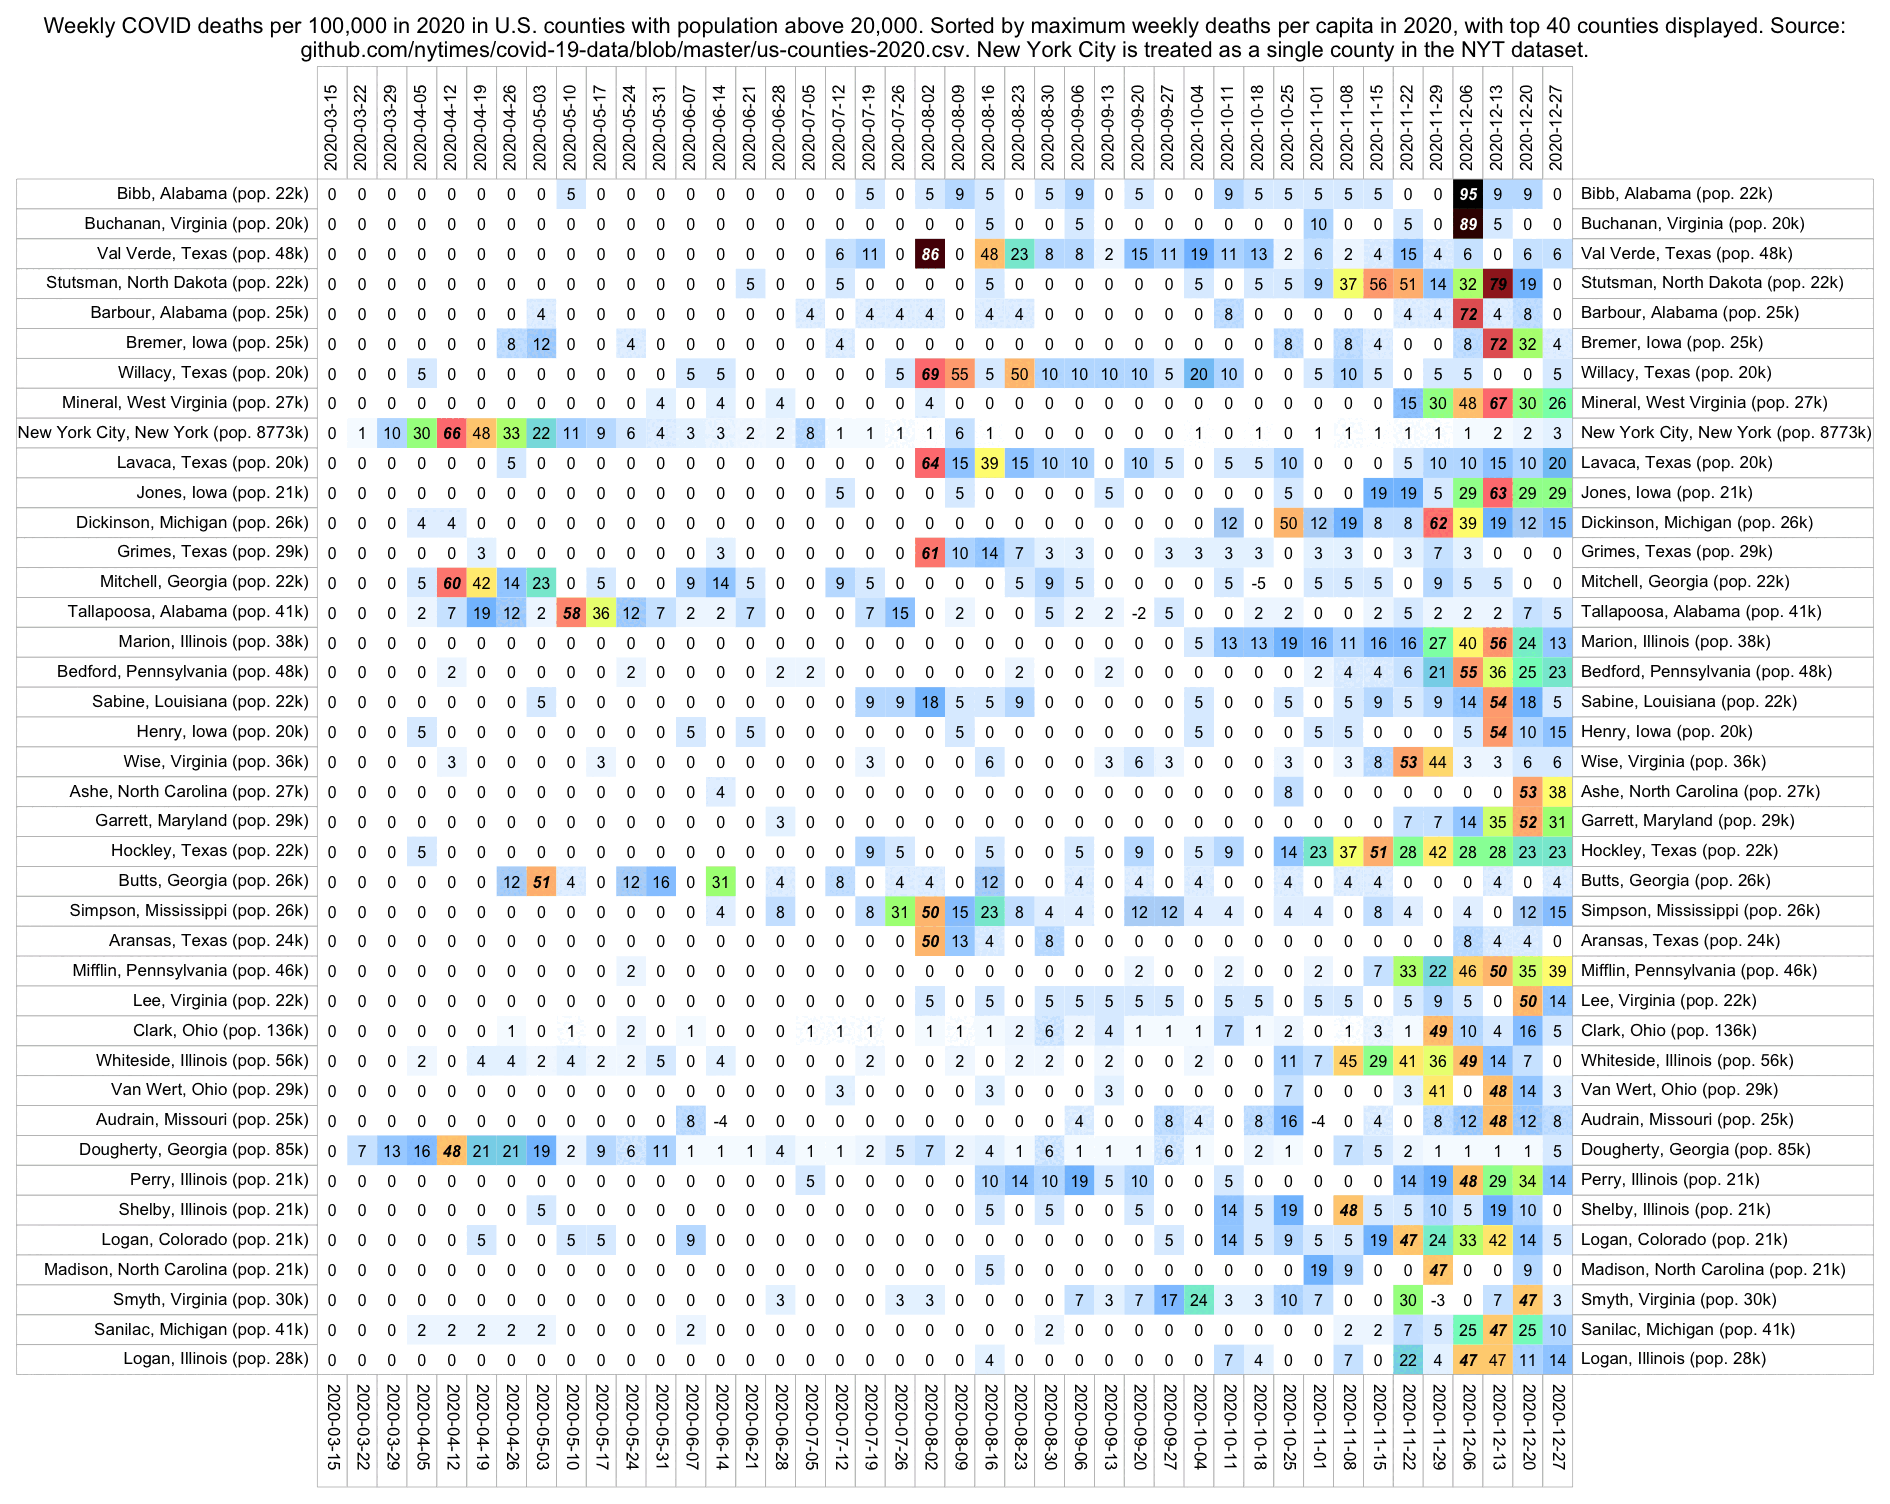 Weekly COVID deaths per 100,000 in 2020 in U.S. counties with population above 20,000. Sorted by maximum weekly deaths per capita in 2020, with top 40 counties displayed. Source:
github.com/nytimes/covid-19-data/blob/master/us-counties-2020.csv. New York City is treated as a single county in the NYT dataset.
2020-03-15 2020-03-22 2020-03-29 2020-04-05 2020-04-12 2020-04-19 2020-04-26 2020-05-03 2020-05-10 2020-05-17 2020-05-24 2020-05-31 2020-06-07 2020-06-14 2020-06-21 2020-06-28 2020-07-05 2020-07-12 2020-07-19 2020-07-26 2020-08-02 2020-08-09 2020-08-16 2020-08-23 2020-08-30 2020-09-06 2020-09-13 2020-09-20 2020-09-27 2020-10-04 2020-10-11 2020-10-18 2020-10-25 2020-11-01 2020-11-08 2020-11-15 2020-11-22 2020-11-29 2020-12-06 2020-12-13 2020-12-20 2020-12-27
Bibb, Alabama (pop. 22k) 0 0 0 0 0 0 0 0 5 0 0 0 0 0 0 0 0 0 5 0 5 9 5 0 5 9 0 5 0 0 9 5 5 5 5 5 0 0 95 9 9 0 Bibb, Alabama (pop. 22k)
Buchanan, Virginia (pop. 20k) 0 0 0 0 0 0 0 0 0 0 0 0 0 0 0 0 0 0 0 0 0 0 5 0 0 5 0 0 0 0 0 0 0 10 0 0 5 0 89 5 0 0 Buchanan, Virginia (pop. 20k)
Val Verde, Texas (pop. 48k) 0 0 0 0 0 0 0 0 0 0 0 0 0 0 0 0 0 6 11 0 86 0 48 23 8 8 2 15 11 19 11 13 2 6 2 4 15 4 6 0 6 6 Val Verde, Texas (pop. 48k)
Stutsman, North Dakota (pop. 22k) 0 0 0 0 0 0 0 0 0 0 0 0 0 0 5 0 0 5 0 0 0 0 5 0 0 0 0 0 0 5 0 5 5 9 37 56 51 14 32 79 19 0 Stutsman, North Dakota (pop. 22k)
Barbour, Alabama (pop. 25k) 0 0 0 0 0 0 0 4 0 0 0 0 0 0 0 0 4 0 4 4 4 0 4 4 0 0 0 0 0 0 8 0 0 0 0 0 4 4 72 4 8 0 Barbour, Alabama (pop. 25k)
Bremer, Iowa (pop. 25k) 0 0 0 0 0 0 8 12 0 0 4 0 0 0 0 0 0 4 0 0 0 0 0 0 0 0 0 0 0 0 0 0 8 0 8 4 0 0 8 72 32 4 Bremer, Iowa (pop. 25k)
Willacy, Texas (pop. 20k) 0 0 0 5 0 0 0 0 0 0 0 0 5 5 0 0 0 0 0 5 69 55 5 50 10 10 10 10 5 20 10 0 0 5 10 5 0 5 5 0 0 5 Willacy, Texas (pop. 20k)
Mineral, West Virginia (pop. 27k) 0 0 0 0 0 0 0 0 0 0 0 4 0 4 0 4 0 0 0 0 4 0 0 0 0 0 0 0 0 0 0 0 0 0 0 0 15 30 48 67 30 26 Mineral, West Virginia (pop. 27k)
New York City, New York (pop. 8773k) 0 1 10 30 66 48 33 22 11 9 6 4 3 3 2 2 8 1 1 1 1 6 1 0 0 0 0 0 0 1 0 1 0 1 1 1 1 1 1 2 2 3 New York City, New York (pop. 8773k)
Lavaca, Texas (pop. 20k) 0 0 0 0 0 0 5 0 0 0 0 0 0 0 0 0 0 0 0 0 64 15 39 15 10 10 0 10 5 0 5 5 10 0 0 0 5 10 10 15 10 20 Lavaca, Texas (pop. 20k)
Jones, Iowa (pop. 21k) 0 0 0 0 0 0 0 0 0 0 0 0 0 0 0 0 0 5 0 0 0 5 0 0 0 0 5 0 0 0 0 0 5 0 0 19 19 5 29 63 29 29 Jones, Iowa (pop. 21k)
Dickinson, Michigan (pop. 26k) 0 0 0 4 4 0 0 0 0 0 0 0 0 0 0 0 0 0 0 0 0 0 0 0 0 0 0 0 0 0 12 0 50 12 19 8 8 62 39 19 12 15 Dickinson, Michigan (pop. 26k)
Grimes, Texas (pop. 29k) 0 0 0 0 0 3 0 0 0 0 0 0 0 3 0 0 0 0 0 0 61 10 14 7 3 3 0 0 3 3 3 3 0 3 3 0 3 7 3 0 0 0 Grimes, Texas (pop. 29k)
Mitchell, Georgia (pop. 22k) 0 0 0 5 60 42 14 23 0 5 0 0 9 14 5 0 0 9 5 0 0 0 0 5 9 5 0 0 0 0 5 -5 0 5 5 5 0 9 5 5 0 0 Mitchell, Georgia (pop. 22k)
Tallapoosa, Alabama (pop. 41k) 0 0 0 2 7 19 12 2 58 36 12 7 2 2 7 0 0 0 7 15 0 2 0 0 5 2 2 -2 5 0 0 2 2 0 0 2 5 2 2 2 7 5 Tallapoosa, Alabama (pop. 41k)
Marion, Illinois (pop. 38k) 0 0 0 0 0 0 0 0 0 0 0 0 0 0 0 0 0 0 0 0 0 0 0 0 0 0 0 0 0 5 13 13 19 16 11 16 16 27 40 56 24 13 Marion, Illinois (pop. 38k)
Bedford, Pennsylvania (pop. 48k) 0 0 0 0 2 0 0 0 0 0 2 0 0 0 0 2 2 0 0 0 0 0 0 2 0 0 2 0 0 0 0 0 0 2 4 4 6 21 55 36 25 23 Bedford, Pennsylvania (pop. 48k)
Sabine, Louisiana (pop. 22k) 0 0 0 0 0 0 0 5 0 0 0 0 0 0 0 0 0 0 9 9 18 5 5 9 0 0 0 0 0 5 0 0 5 0 5 9 5 9 14 54 18 5 Sabine, Louisiana (pop. 22k)
Henry, Iowa (pop. 20k) 0 0 0 5 0 0 0 0 0 0 0 0 5 0 5 0 0 0 0 0 0 5 0 0 0 0 0 0 0 5 0 0 0 5 5 0 0 0 5 54 10 15 Henry, Iowa (pop. 20k)
Wise, Virginia (pop. 36k) 0 0 0 0 3 0 0 0 0 3 0 0 0 0 0 0 0 0 3 0 0 0 6 0 0 0 3 6 3 0 0 0 3 0 3 8 53 44 3 3 6 6 Wise, Virginia (pop. 36k)
Ashe, North Carolina (pop. 27k) 0 0 0 0 0 0 0 0 0 0 0 0 0 4 0 0 0 0 0 0 0 0 0 0 0 0 0 0 0 0 0 0 8 0 0 0 0 0 0 0 53 38 Ashe, North Carolina (pop. 27k)
Garrett, Maryland (pop. 29k) 0 0 0 0 0 0 0 0 0 0 0 0 0 0 0 3 0 0 0 0 0 0 0 0 0 0 0 0 0 0 0 0 0 0 0 0 7 7 14 35 52 31 Garrett, Maryland (pop. 29k)
Hockley, Texas (pop. 22k) 0 0 0 5 0 0 0 0 0 0 0 0 0 0 0 0 0 0 9 5 0 0 5 0 0 5 0 9 0 5 9 0 14 23 37 51 28 42 28 28 23 23 Hockley, Texas (pop. 22k)
Butts, Georgia (pop. 26k) 0 0 0 0 0 0 12 51 4 0 12 16 0 31 0 4 0 8 0 4 4 0 12 0 0 4 0 4 0 4 0 0 4 0 4 4 0 0 0 4 0 4 Butts, Georgia (pop. 26k)
Simpson, Mississippi (pop. 26k) 0 0 0 0 0 0 0 0 0 0 0 0 0 4 0 8 0 0 8 31 50 15 23 8 4 4 0 12 12 4 4 0 4 4 0 8 4 0 4 0 12 15 Simpson, Mississippi (pop. 26k)
Aransas, Texas (pop. 24k) 0 0 0 0 0 0 0 0 0 0 0 0 0 0 0 0 0 0 0 0 50 13 4 0 8 0 0 0 0 0 0 0 0 0 0 0 0 0 8 4 4 0 Aransas, Texas (pop. 24k)
Mifflin, Pennsylvania (pop. 46k) 0 0 0 0 0 0 0 0 0 0 2 0 0 0 0 0 0 0 0 0 0 0 0 0 0 0 0 2 0 0 2 0 0 2 0 7 33 22 46 50 35 39 Mifflin, Pennsylvania (pop. 46k)
Lee, Virginia (pop. 22k) 0 0 0 0 0 0 0 0 0 0 0 0 0 0 0 0 0 0 0 0 5 0 5 0 5 5 5 5 5 0 5 5 0 5 5 0 5 9 5 0 50 14 Lee, Virginia (pop. 22k)
Clark, Ohio (pop. 136k) 0 0 0 0 0 0 1 0 1 0 2 0 1 0 0 0 1 1 1 0 1 1 1 2 6 2 4 1 1 1 7 1 2 0 1 3 1 49 10 4 16 5 Clark, Ohio (pop. 136k)
Whiteside, Illinois (pop. 56k) 0 0 0 2 0 4 4 2 4 2 2 5 0 4 0 0 0 0 2 0 0 2 0 2 2 0 2 0 0 2 0 0 11 7 45 29 41 36 49 14 7 0 Whiteside, Illinois (pop. 56k)
Van Wert, Ohio (pop. 29k) 0 0 0 0 0 0 0 0 0 0 0 0 0 0 0 0 0 3 0 0 0 0 3 0 0 0 3 0 0 0 0 0 7 0 0 0 3 41 0 48 14 3 Van Wert, Ohio (pop. 29k)
Audrain, Missouri (pop. 25k) 0 0 0 0 0 0 0 0 0 0 0 0 8 -4 0 0 0 0 0 0 0 0 0 0 0 4 0 0 8 4 0 8 16 -4 0 4 0 8 12 48 12 8 Audrain, Missouri (pop. 25k)
Dougherty, Georgia (pop. 85k) 0 7 13 16 48 21 21 19 2 9 6 11 1 1 1 4 1 1 2 5 7 2 4 1 6 1 1 1 6 1 0 2 1 0 7 5 2 1 1 1 1 5 Dougherty, Georgia (pop. 85k)
Perry, Illinois (pop. 21k) 0 0 0 0 0 0 0 0 0 0 0 0 0 0 0 0 5 0 0 0 0 0 10 14 10 19 5 10 0 0 5 0 0 0 0 0 14 19 48 29 34 14 Perry, Illinois (pop. 21k)
Shelby, Illinois (pop. 21k) 0 0 0 0 0 0 0 5 0 0 0 0 0 0 0 0 0 0 0 0 0 0 5 0 5 0 0 5 0 0 14 5 19 0 48 5 5 10 5 19 10 0 Shelby, Illinois (pop. 21k)
Logan, Colorado (pop. 21k) 0 0 0 0 0 5 0 0 5 5 0 0 9 0 0 0 0 0 0 0 0 0 0 0 0 0 0 0 5 0 14 5 9 5 5 19 47 24 33 42 14 5 Logan, Colorado (pop. 21k)
Madison, North Carolina (pop. 21k) 0 0 0 0 0 0 0 0 0 0 0 0 0 0 0 0 0 0 0 0 0 0 5 0 0 0 0 0 0 0 0 0 0 19 9 0 0 47 0 0 9 0 Madison, North Carolina (pop. 21k)
Smyth, Virginia (pop. 30k) 0 0 0 0 0 0 0 0 0 0 0 0 0 0 0 3 0 0 0 3 3 0 0 0 0 7 3 7 17 24 3 3 10 7 0 0 30 -3 0 7 47 3 Smyth, Virginia (pop. 30k)
Sanilac, Michigan (pop. 41k) 0 0 0 2 2 2 2 2 0 0 0 0 2 0 0 0 0 0 0 0 0 0 0 0 2 0 0 0 0 0 0 0 0 0 2 2 7 5 25 47 25 10 Sanilac, Michigan (pop. 41k)
Logan, Illinois (pop. 28k) 0 0 0 0 0 0 0 0 0 0 0 0 0 0 0 0 0 0 0 0 0 0 4 0 0 0 0 0 0 0 7 4 0 0 7 0 22 4 47 47 11 14 Logan, Illinois (pop. 28k)
2020-03-15 2020-03-22 2020-03-29 2020-04-05 2020-04-12 2020-04-19 2020-04-26 2020-05-03 2020-05-10 2020-05-17 2020-05-24 2020-05-31 2020-06-07 2020-06-14 2020-06-21 2020-06-28 2020-07-05 2020-07-12 2020-07-19 2020-07-26 2020-08-02 2020-08-09 2020-08-16 2020-08-23 2020-08-30 2020-09-06 2020-09-13 2020-09-20 2020-09-27 2020-10-04 2020-10-11 2020-10-18 2020-10-25 2020-11-01 2020-11-08 2020-11-15 2020-11-22 2020-11-29 2020-12-06 2020-12-13 2020-12-20 2020-12-27